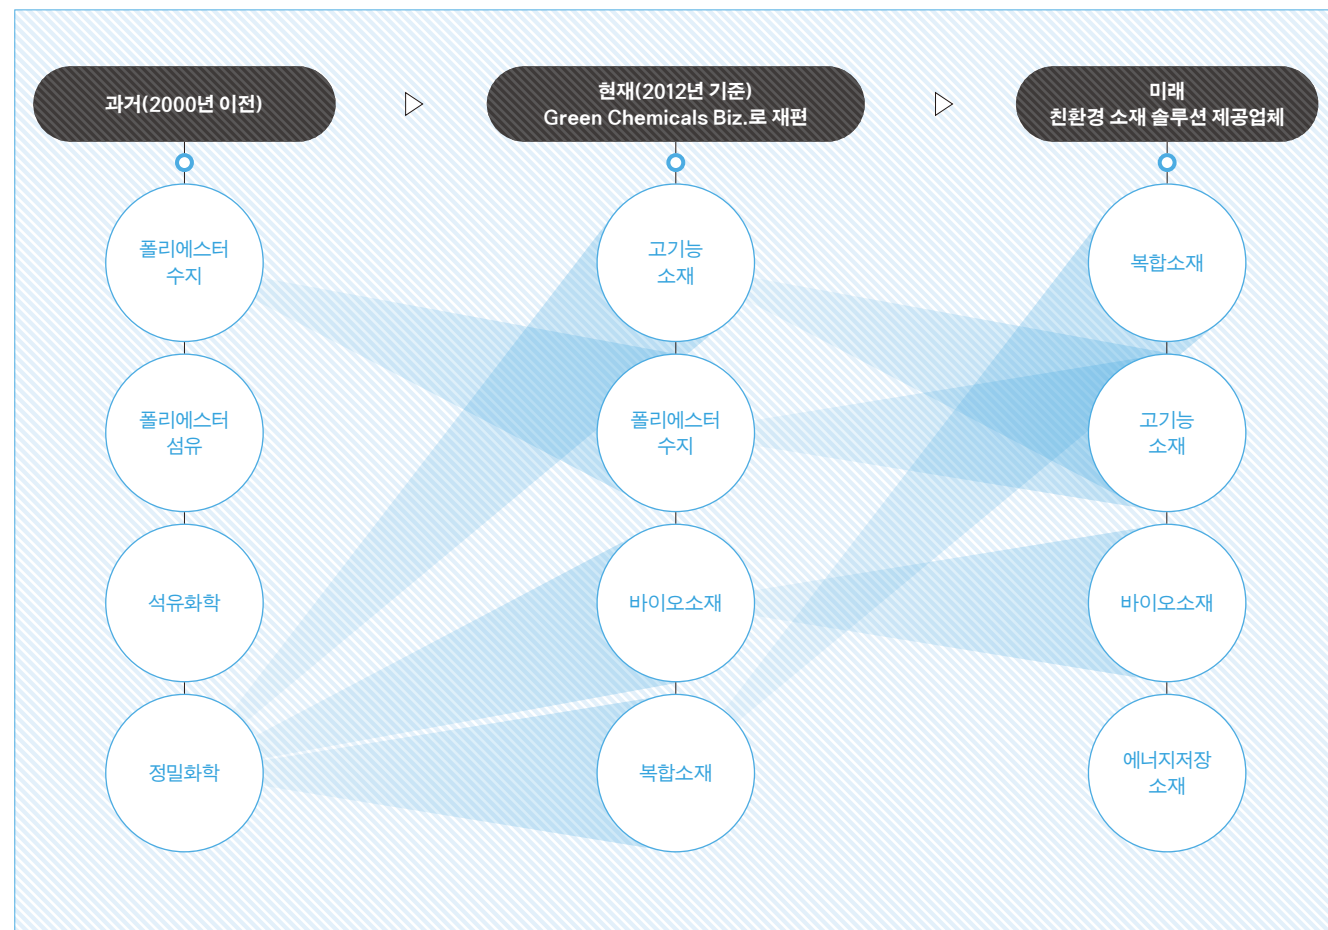 과거(2000년 이전)
현재(2012년 기준)
Green Chemicals Biz.로 재편
미래
친환경 소재 솔루션 제공업체
폴리에스터
수지
폴리에스터
섬유
석유화학
정밀화학
고기능
소재
폴리에스터
수지
바이오소재
복합소재
복합소재
고기능
소재
바이오소재
에너지저장
소재